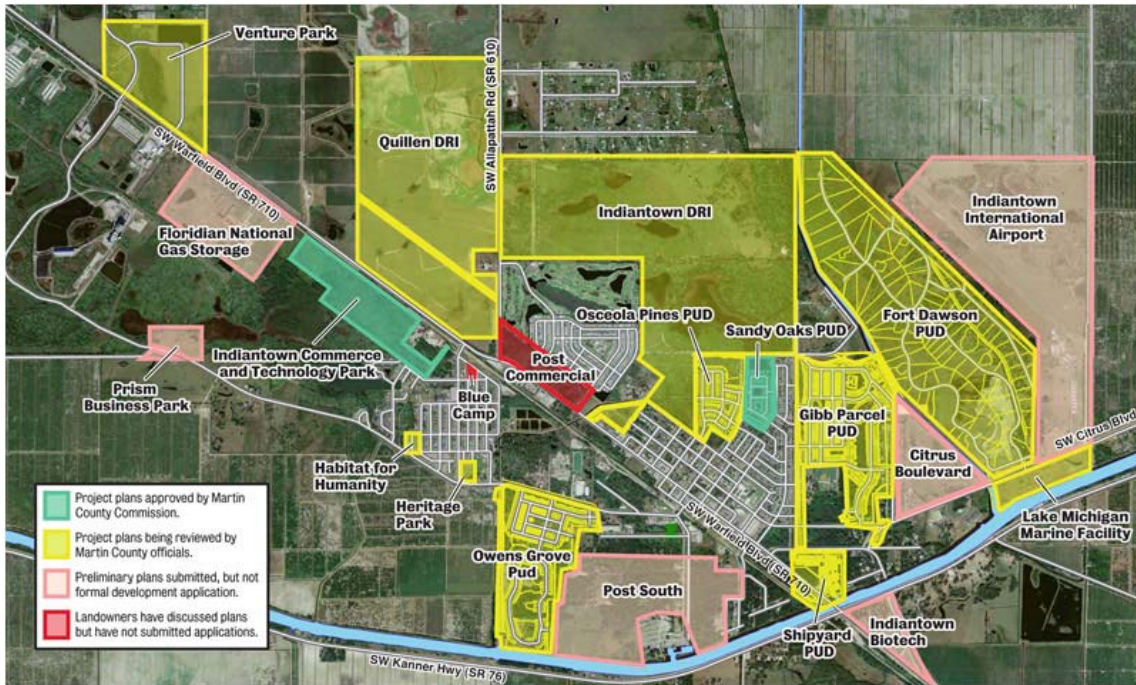 Venture Park
SW Allapattah Rd (SR 610)
Quillen DRI
SW Warfield Blvd (SR 710)
Floridian National
Gas Storage
Indiantown DRI
Indiantown
International
Airport
Osceola Pines PUD
Sandy Oaks PUD
Fort Dawson
PUD
Indiantown Commerce
and Technology Park
Post
Commercial
Prism
Business Park
Blue
Camp
Gibb Parcel
PUD
SW Citrus Blvd
Citrus
Boulevard
Habitat for
Humanity
Heritage
Park
Lake Michigan
Marine Facility
SW Warfield Blvd (SR 710)
Owens Grove
Pud
Post South
Shipyard
PUD
Indiantown
Biotech
SW Kanner Hwy (SR 76)
Project plans approved by Martin
County Commission.
Project plans being reviewed by
Martin County officials.
Preliminary plans submitted, but not
formal development application.
Landowners have discussed plans
but have not submitted applications.